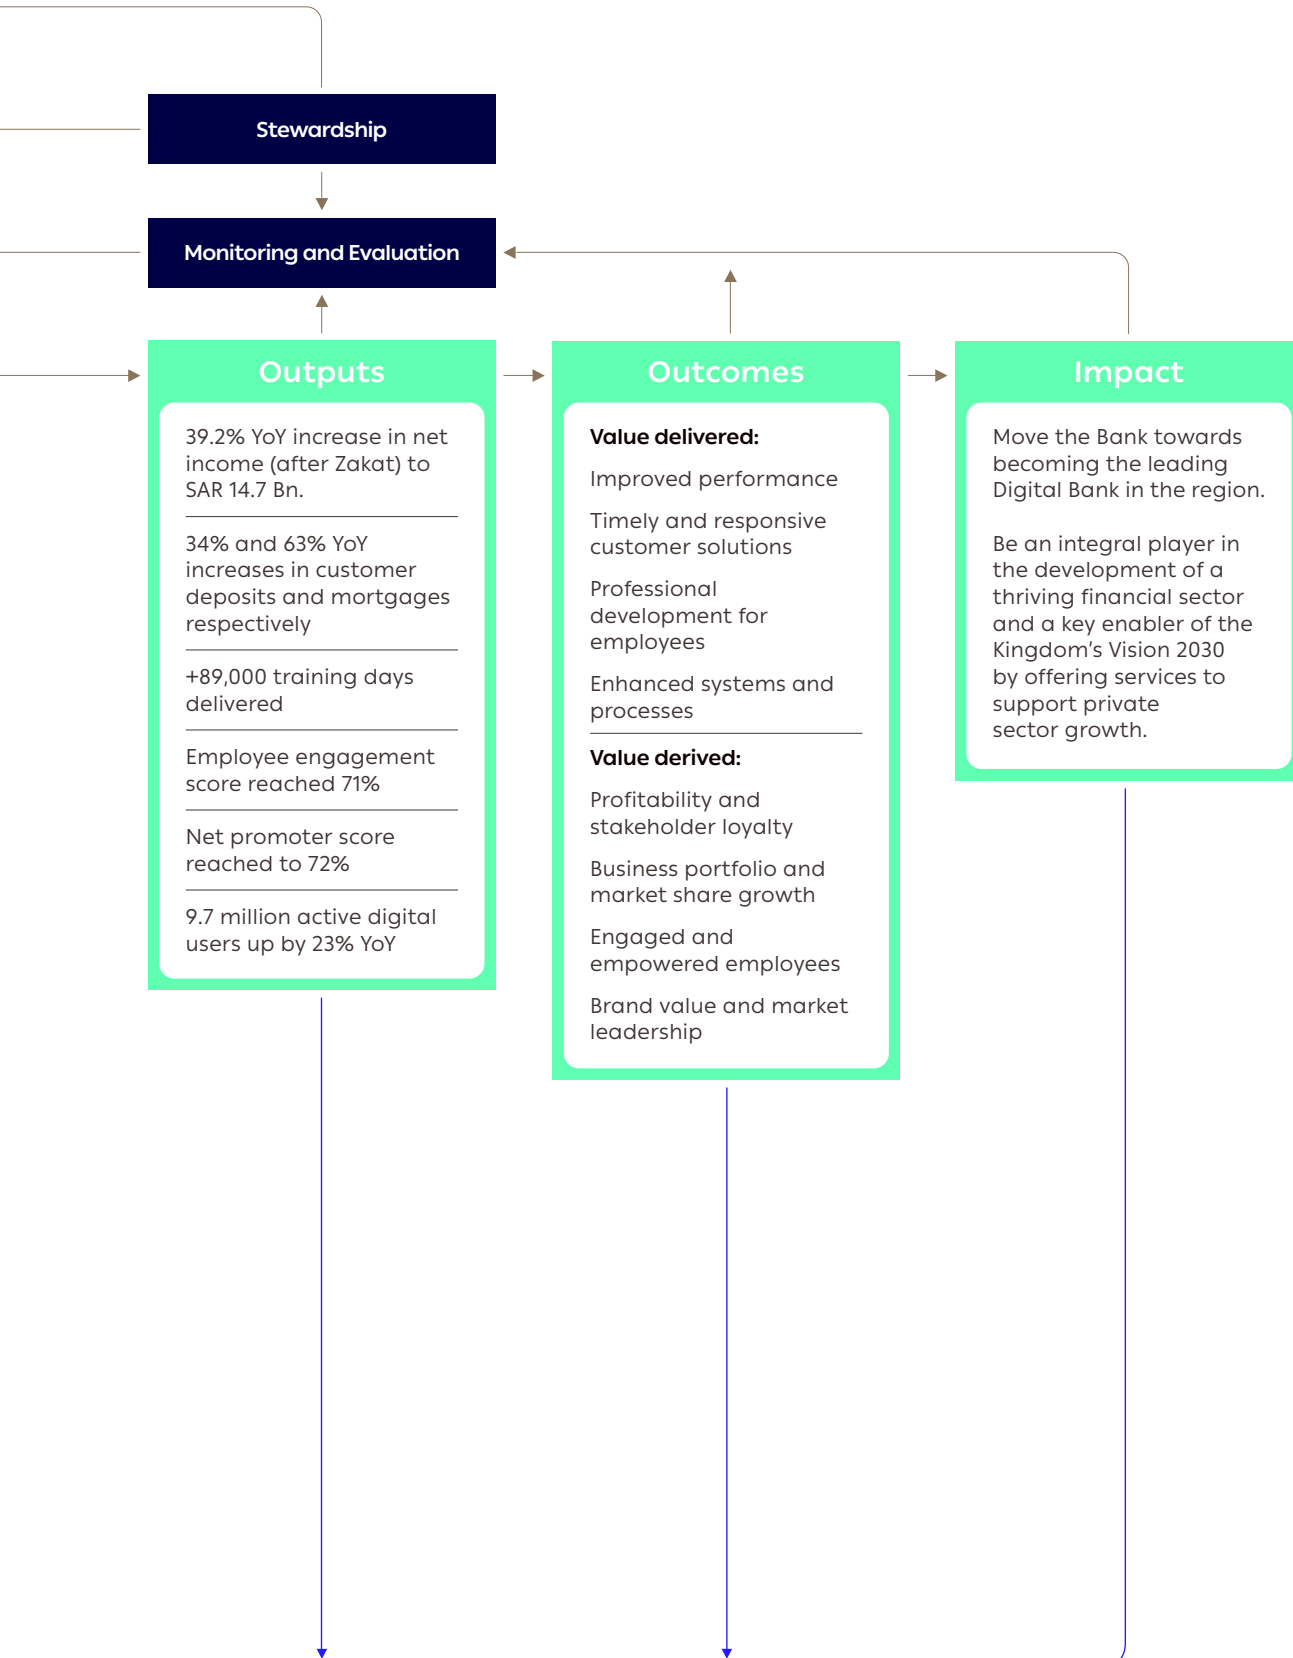 Stewardship
Monitoring and Evaluation
Outputs
39.2% YoY increase in net
income (after Zakat) to
SAR 14.7 Bn.
34% and 63% YoY
increases in customer
deposits and mortgages
respectively
+89,000 training days
delivered
Employee engagement
score reached 71%
Net promoter score
reached to 72%
9.7 million active digital
users up by 23% YoY
Outcomes
Value delivered:
Improved performance
Timely and responsive
customer solutions
Professional
development for
employees
Enhanced systems and
processes
Value derived:
Profitability and
stakeholder loyalty
Business portfolio and
market share growth
Engaged and
empowered employees
Brand value and market
leadership
Impact
Move the Bank towards
becoming the leading
Digital Bank in the region.
Be an integral player in
the development of a
thriving financial sector
and a key enabler of the
Kingdom's Vision 2030
by offering services to
support private
sector growth.